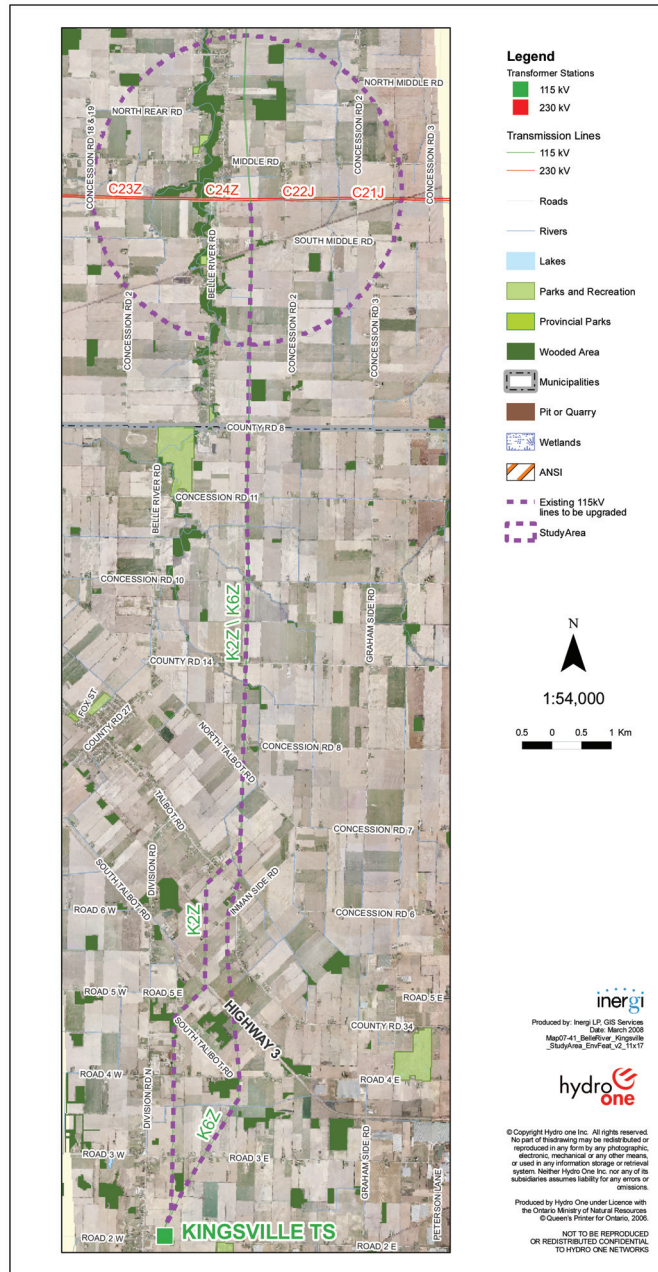 NORTH MIDDLE RD
CONCESSION RD 2
NORTH REAR RD
CONCESSION RD 18 & 19
MIDDLE RD
CONCESSION RD 3
C23Z
C24Z
C22J
C21J
SOUTH MIDDLE RD
BELLE RIVER RD
CONCESSION RD 2
CONCESSION RD 2
CONCESSION RD 3
COUNTY RD 8
BELLE RIVER RD
CONCESSION RD 11
CONCESSION RD 10
K2Z \ K6Z
GRAHAM SIDE RD
COUNTY RD 14
FOX ST
COUNTY RD 27
NORTH TALBOT RD
CONCESSION RD 8
TALBOT RD
CONCESSION RD 7
DIVISION RD
SOUTH TALBOT RD
INMAN SIDE RD
K2Z
ROAD 6 W
CONCESSION RD 6
ROAD 5 W
ROAD 5 E
ROAD 5 E
HIGHWAY 3
COUNTY RD 34
SOUTH TALBOT RD
ROAD 4 W
ROAD 4 E
DIVISION RD N
K6Z
ROAD 3 W
ROAD 3 E
GRAHAM SIDE RD
PETERSON LANE
KINGSVILLE TS
ROAD 2 W
ROAD 2 E
Legend
Transformer Stations
115 kV
230 kV
Transmission Lines
115 kV
230 kV
Roads
Rivers
Lakes
Parks and Recreation
Provincial Parks
Wooded Area
Municipalities
Pit or Quarry
Wetlands
ANSI
Existing 115kV
lines to be upgraded
StudyArea
N
1:54,000
0.5 0 0.5 1 Km
inergi
Produced by: Inergi LP, GIS Services
Date: March 2008
Map07-41_BelleRiver_Kingsville
_StudyArea_EnvFeat_v2_11x17
hydro
one
© Copyright Hydro one Inc. All rights reserved.
No part of thisdrawing may be redistributed or
reproduced in any form by any photographic,
electronic, mechanical or any other means,
or used in any information storage or retrieval
system. Neither Hydro One Inc. nor any of its
subsidiaries assumes liability for any errors or
omissions.
Produced by Hydro One under Licence with
the Ontario Ministry of Natural Resources
© Queen's Printer for Ontario, 2006.
NOT TO BE REPRODUCED
OR REDISTRIBUTED CONFIDENTIAL
TO HYDRO ONE NETWORKS